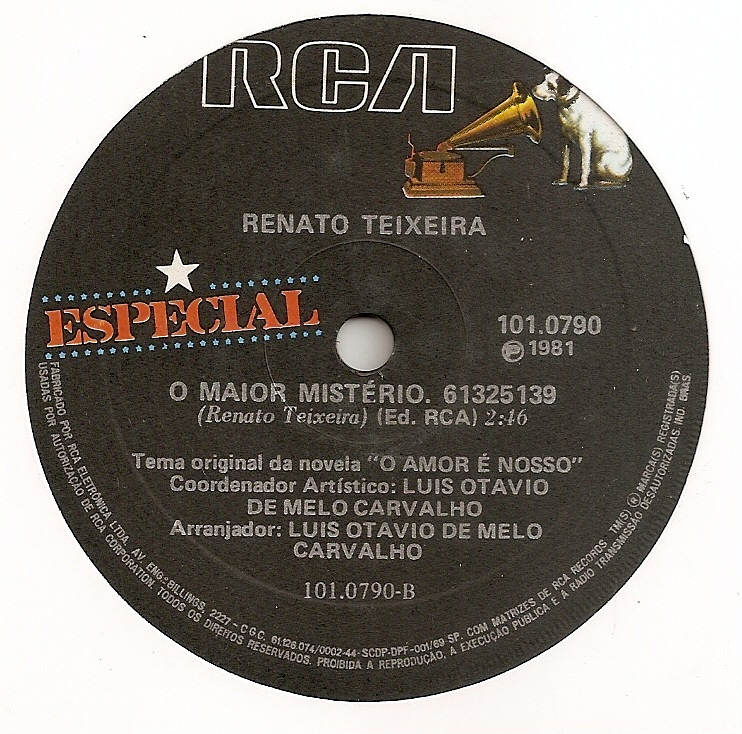 RCA
RENATO TEIXEIRA
ESPECIAL
101.0790
Ⓟ 1981
O MAIOR MISTÉRIO. 61325139
(Renato Teixeira) (Ed. RCA) 2:46
Tema original da novela "O AMOR É NOSSO"
Coordenador Artístico: LUIS OTAVIO
DE MELO CARVALHO
Arranjador: LUIS OTAVIO DE MELO
CARVALHO
101.0790-B
FABRICADO POR RCA ELETRÔNICA LTDA. AV. ENGº BILLINGS, 2227 - C G C. 61.126.074/0002-44-SCDP-DPF-001/69 SP. COM MATRIZES DE RCA RECORDS TM(S) ® MARCA(S) REGISTRADA(S)
USADAS POR AUTORIZAÇÃO DE RCA CORPORATION. TODOS OS DIREITOS RESERVADOS. PROIBIDA A REPRODUÇÃO, A EXECUÇÃO PÚBLICA E A RÁDIO TRANSMISSÃO DESAUTORIZADAS. IND. BRAS.